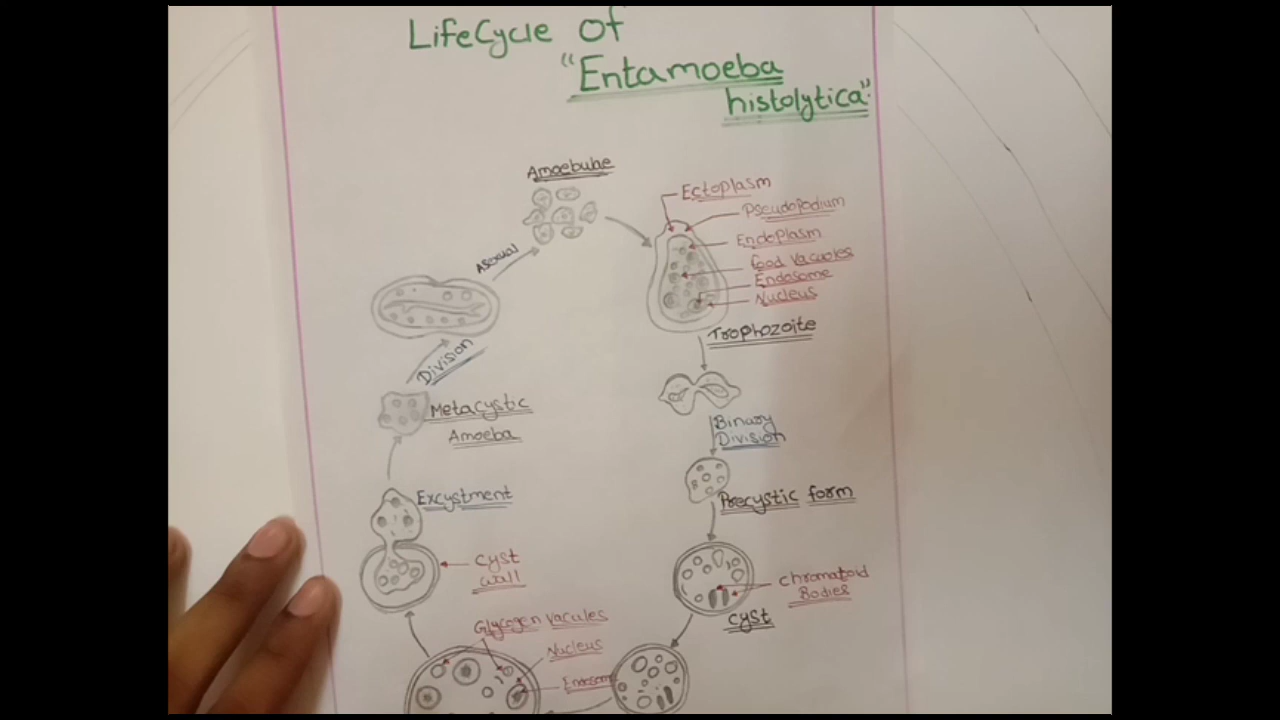 LifeCycle of
"Entamoeba
histolytica".
Amoebulae
Ectoplasm
Pseudopodium
Endoplasm
food Vacuoles
Endosome
Nucleus
Trophozoite
Asexual
Division
Metacystic
Amoeba
Binary
Division
Precystic form
Excystment
Cyst
wall
Chromatoid
Bodies
Cyst
Glycogen Vacules
Nucleus
Endosom